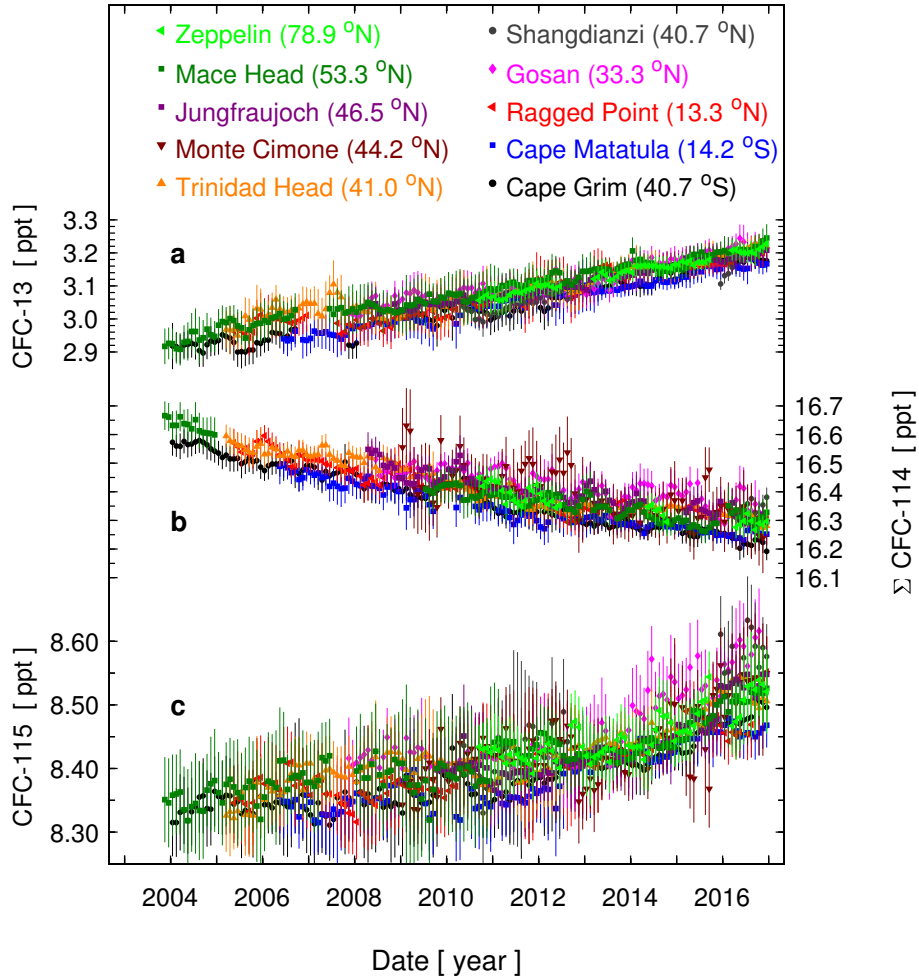 Zeppelin (78.9 °N)
Mace Head (53.3 °N)
Jungfraujoch (46.5 °N)
Monte Cimone (44.2 °N)
Trinidad Head (41.0 °N)
Shangdianzi (40.7 °N)
Gosan (33.3 °N)
Ragged Point (13.3 °N)
Cape Matatula (14.2 °S)
Cape Grim (40.7 °S)
CFC-13 [ ppt ]
3.3
3.2
3.1
3.0
2.9
a
b
16.7
16.6
16.5
16.4
16.3
16.2
16.1
Σ CFC-114 [ ppt ]
CFC-115 [ ppt ]
8.60
8.50
8.40
8.30
c
2004 2006 2008 2010 2012 2014 2016
Date [ year ]